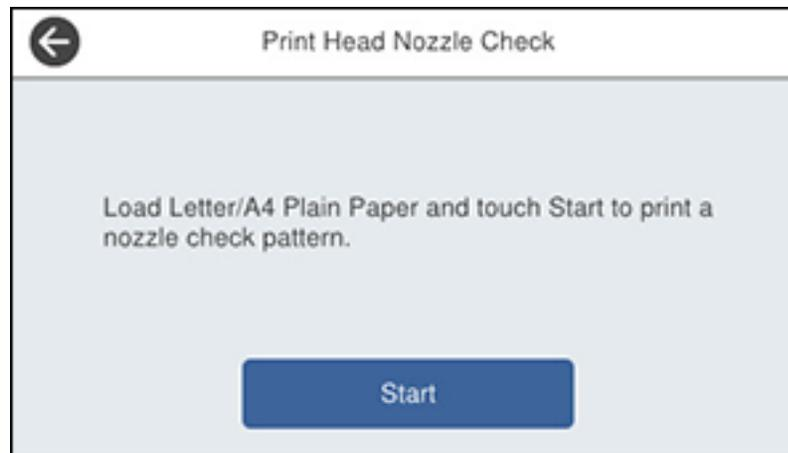 Print Head Nozzle Check
Load Letter/A4 Plain Paper and touch Start to print a
nozzle check pattern.
Start